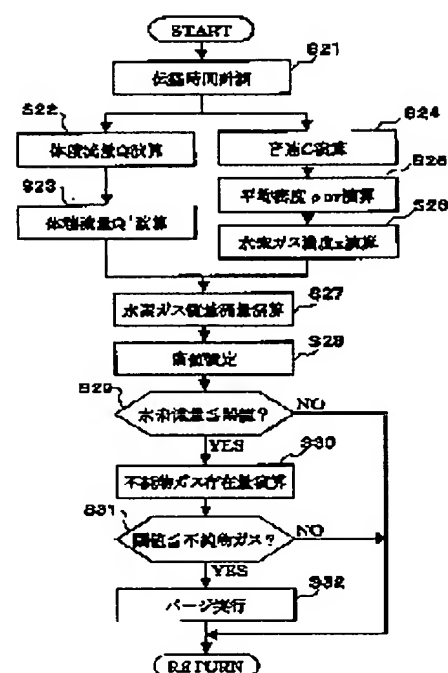 START
S21
伝播時間計測
S22
体積流量Q演算
S24
音速C演算
S23
体積流量Q'演算
平均密度ρav演算
水素ガス濃度x演算
S27
水素ガス質量流量演算
S28
閾値設定
S29
水素流量≦閾値?
NO
YES
S30
不純物ガス存在量演算
S31
閾値≦不純物ガス?
NO
YES
S32
パージ実行
RETURN